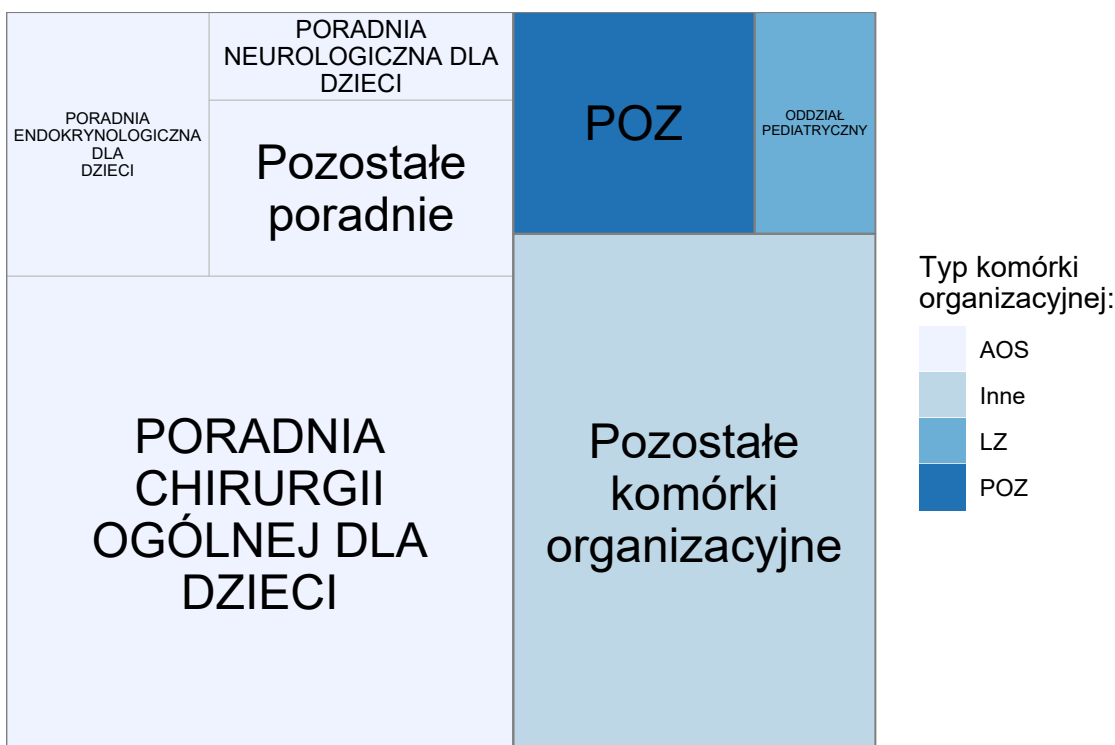 PORADNIA
NEUROLOGICZNA DLA
DZIECI
PORADNIA
ENDOKRYNOLOGICZNA
DLA
DZIECI
Pozostałe
poradnie
POZ
ODDZIAŁ
PEDIATRYCZNY
PORADNIA
CHIRURGII
OGÓLNEJ DLA
DZIECI
Pozostałe
komórki
organizacyjne
Typ komórki
organizacyjnej:
AOS
Inne
LZ
POZ